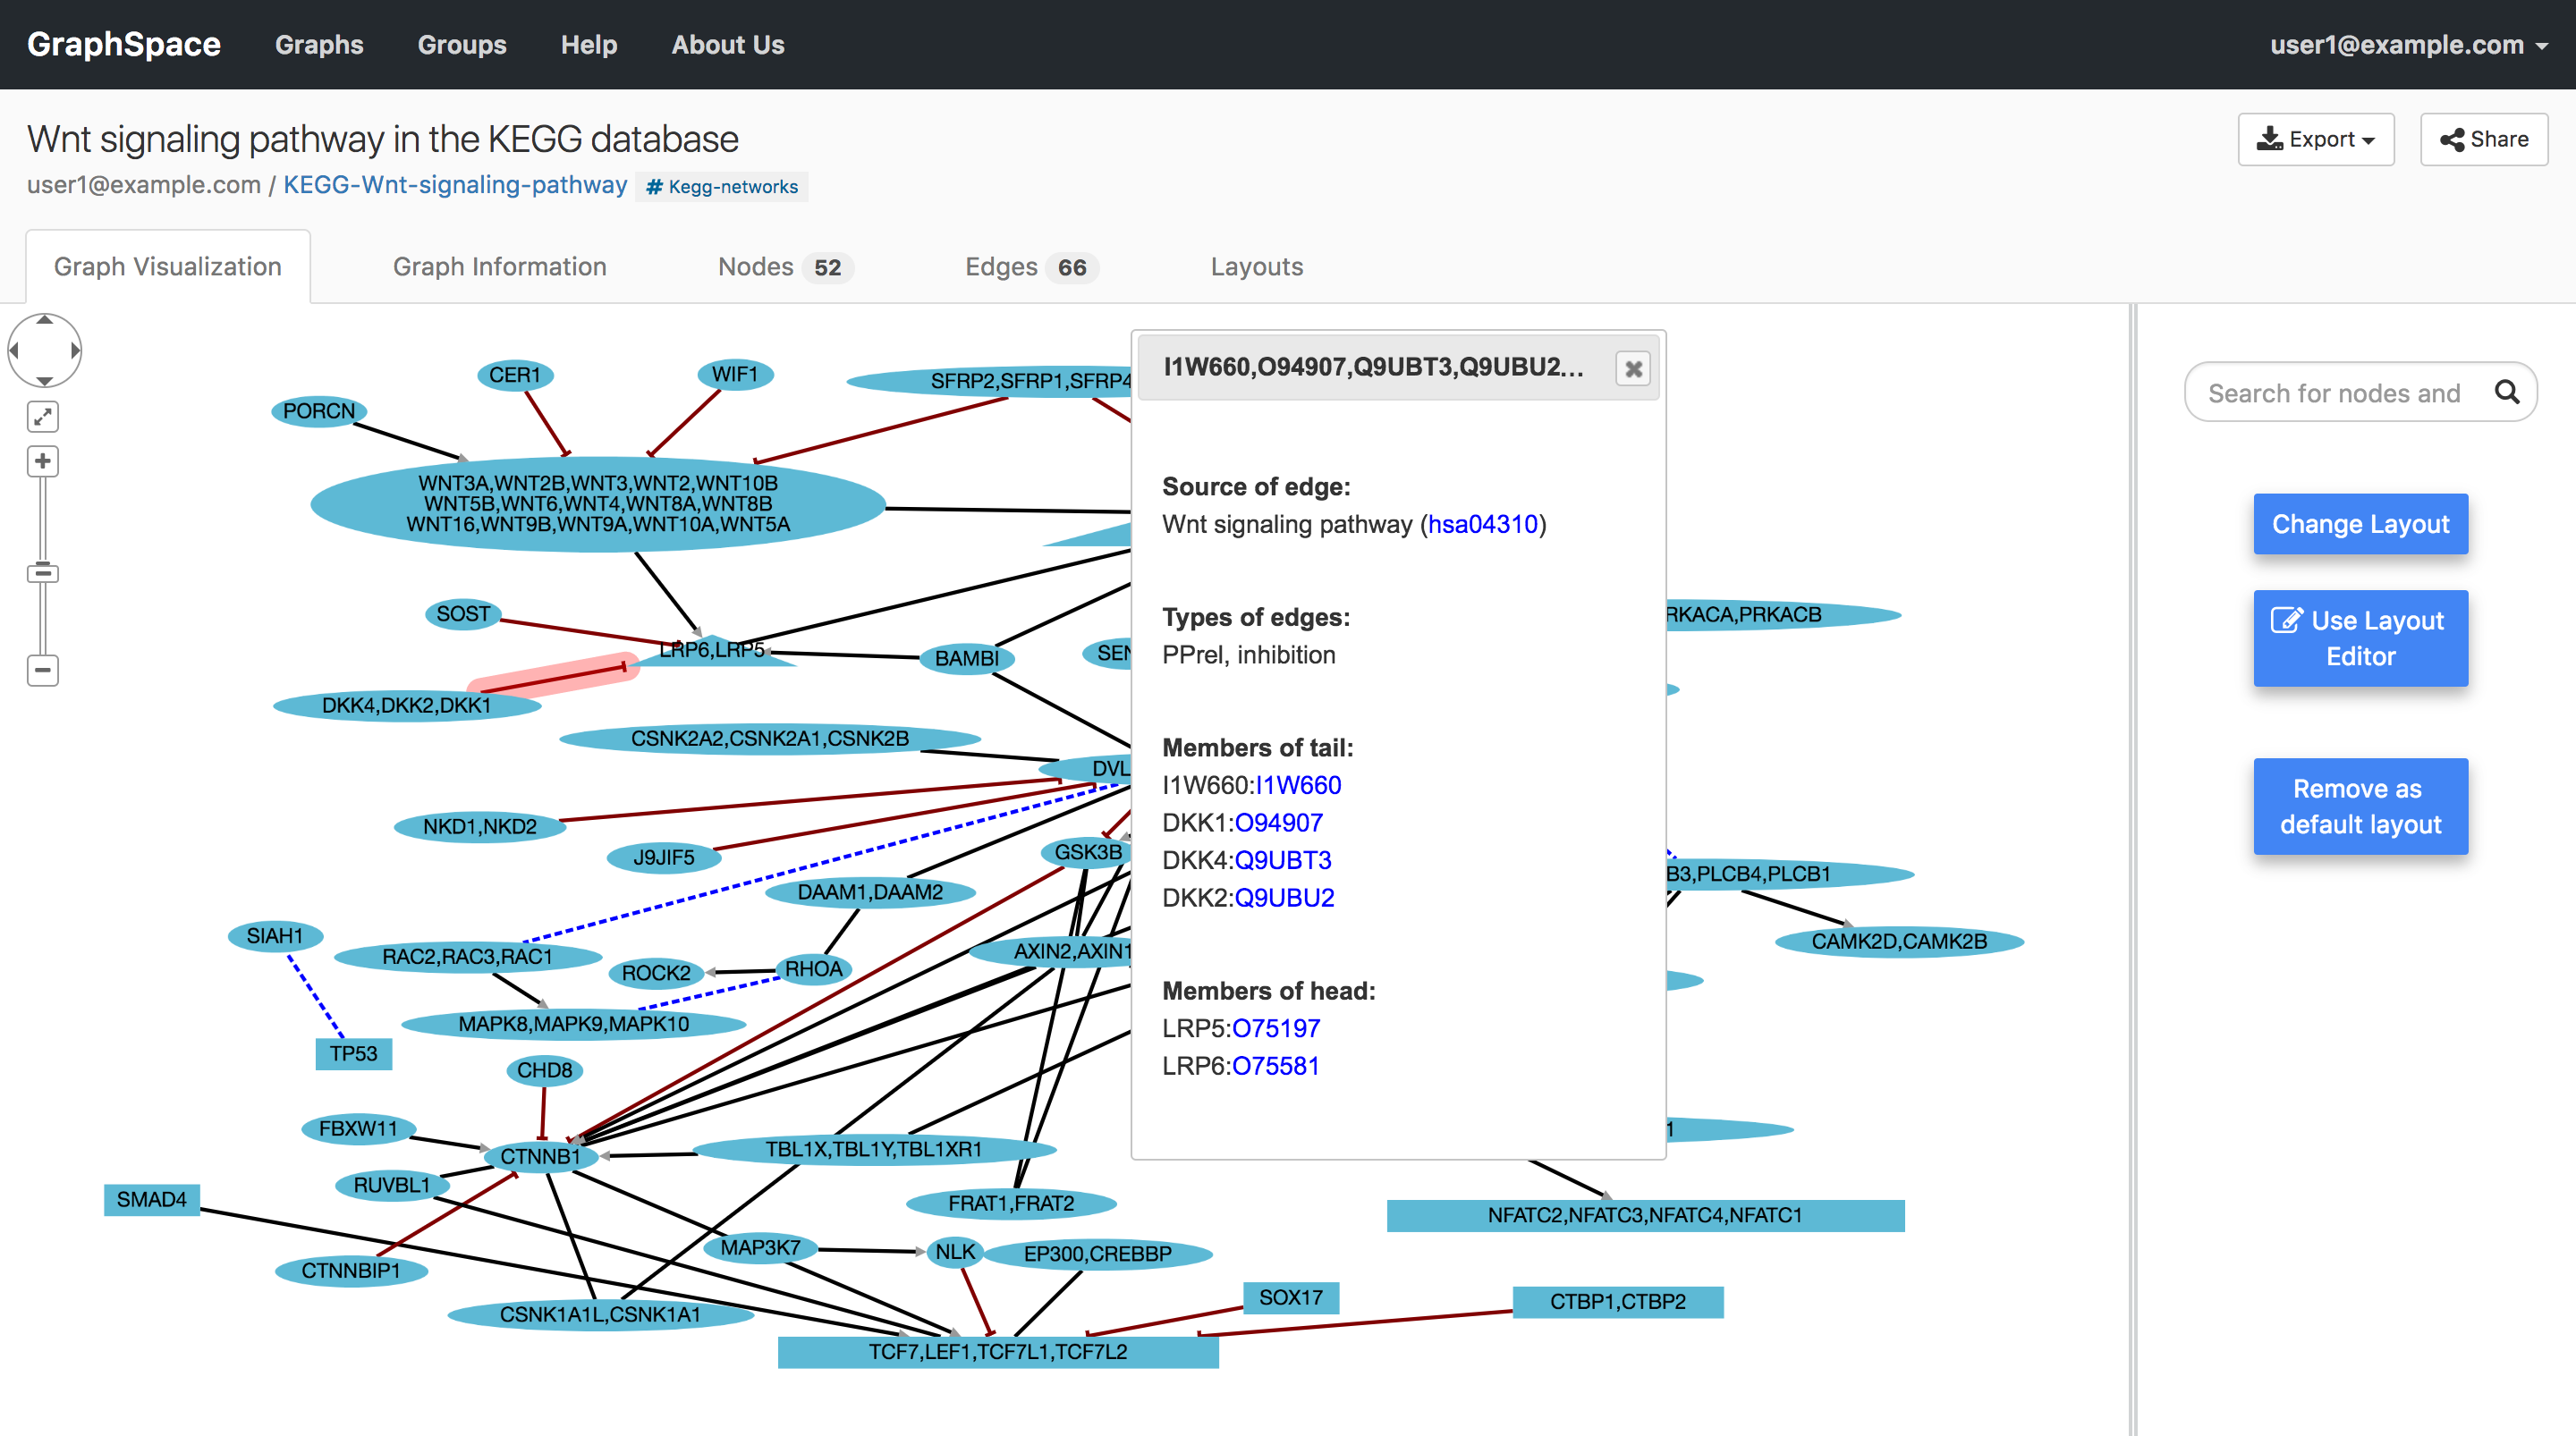 GraphSpace Graphs Groups Help About Us user1@example.com
Wnt signaling pathway in the KEGG database
Export
Share
user1@example.com / KEGG-Wnt-signaling-pathway # Kegg-networks
Graph Visualization Graph Information Nodes 52 Edges 66 Layouts
CER1
WIF1
SFRP2,SFRP1,SFRP4
PORCN
WNT3A,WNT2B,WNT3,WNT2,WNT10B
WNT5B,WNT6,WNT4,WNT8A,WNT8B
WNT16,WNT9B,WNT9A,WNT10A,WNT5A
SOST
LRP6,LRP5
BAMBI
SEN
DKK4,DKK2,DKK1
CSNK2A2,CSNK2A1,CSNK2B
DVL
NKD1,NKD2
J9JIF5
GSK3B
DAAM1,DAAM2
SIAH1
RAC2,RAC3,RAC1
ROCK2
RHOA
AXIN2,AXIN1
MAPK8,MAPK9,MAPK10
TP53
CHD8
FBXW11
CTNNB1
TBL1X,TBL1Y,TBL1XR1
RUVBL1
SMAD4
FRAT1,FRAT2
MAP3K7
NLK
EP300,CREBBP
CTNNBIP1
CSNK1A1L,CSNK1A1
SOX17
CTBP1,CTBP2
TCF7,LEF1,TCF7L1,TCF7L2
NFATC2,NFATC3,NFATC4,NFATC1
RKACA,PRKACB
B3,PLCB4,PLCB1
CAMK2D,CAMK2B
1
I1W660,O94907,Q9UBT3,Q9UBU2...
Source of edge:
Wnt signaling pathway (hsa04310)
Types of edges:
PPrel, inhibition
Members of tail:
I1W660:I1W660
DKK1:O94907
DKK4:Q9UBT3
DKK2:Q9UBU2
Members of head:
LRP5:O75197
LRP6:O75581
Search for nodes and
Change Layout
Use Layout
Editor
Remove as
default layout